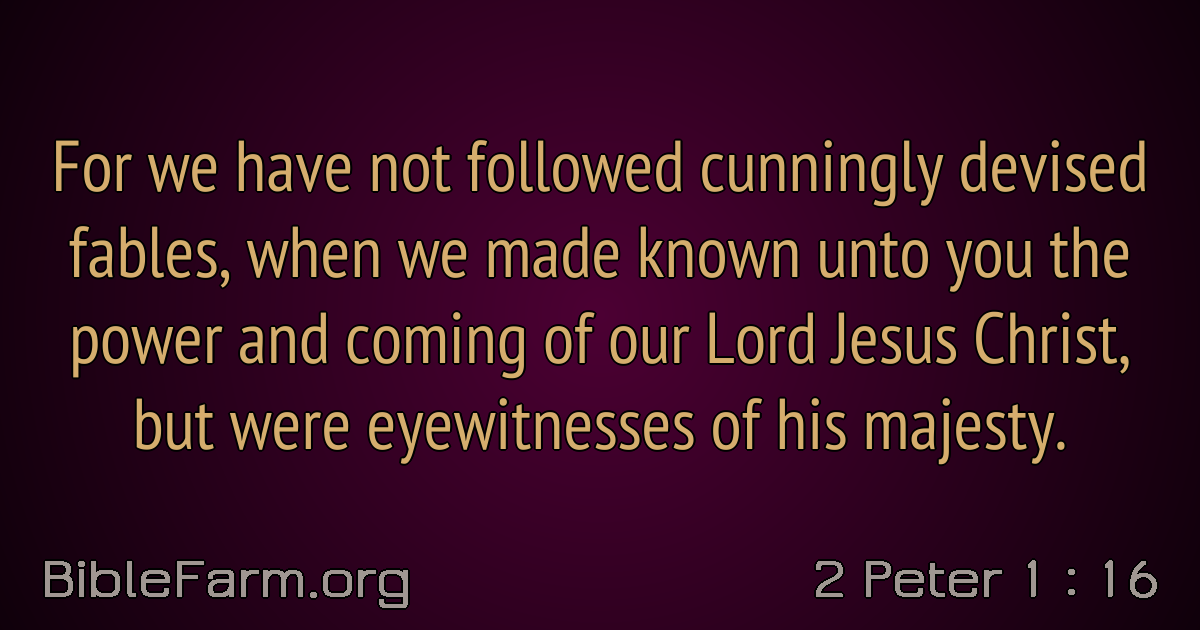 For we have not followed cunningly devised
fables, when we made known unto you the
power and coming of our Lord Jesus Christ,
but were eyewitnesses of his majesty.
BibleFarm.org
2 Peter 1 : 16